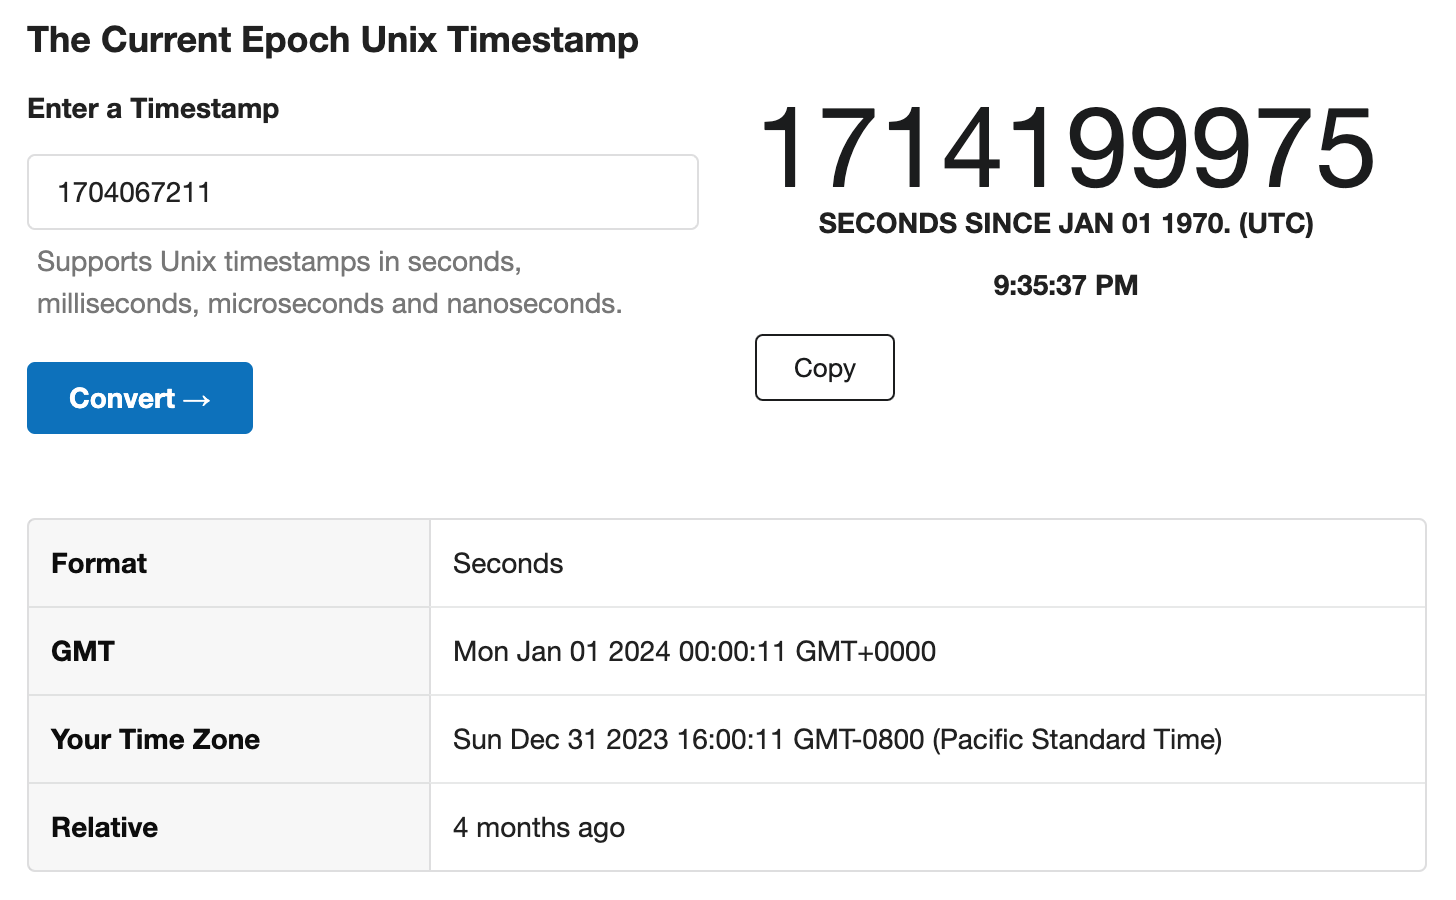 The Current Epoch Unix Timestamp
Enter a Timestamp
1704067211
Supports Unix timestamps in seconds,
milliseconds, microseconds and nanoseconds.
Convert →
1714199975
SECONDS SINCE JAN 01 1970. (UTC)
9:35:37 PM
Copy
Format Seconds
GMT Mon Jan 01 2024 00:00:11 GMT+0000
Your Time Zone Sun Dec 31 2023 16:00:11 GMT-0800 (Pacific Standard Time)
Relative 4 months ago